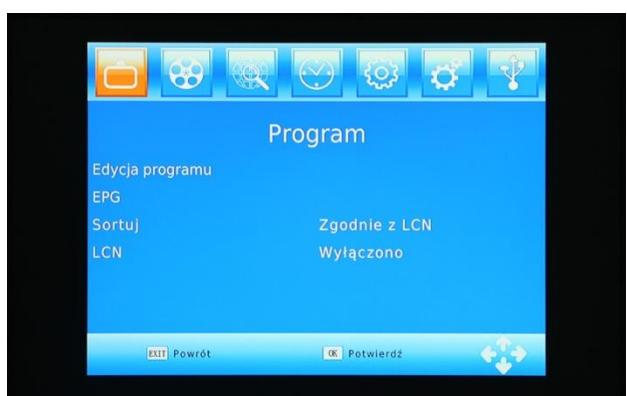 Program
Edycja programu
EPG
Sortuj Zgodnie z LCN
LCN Wyłączono
EXIT Powrót OK Potwierdź